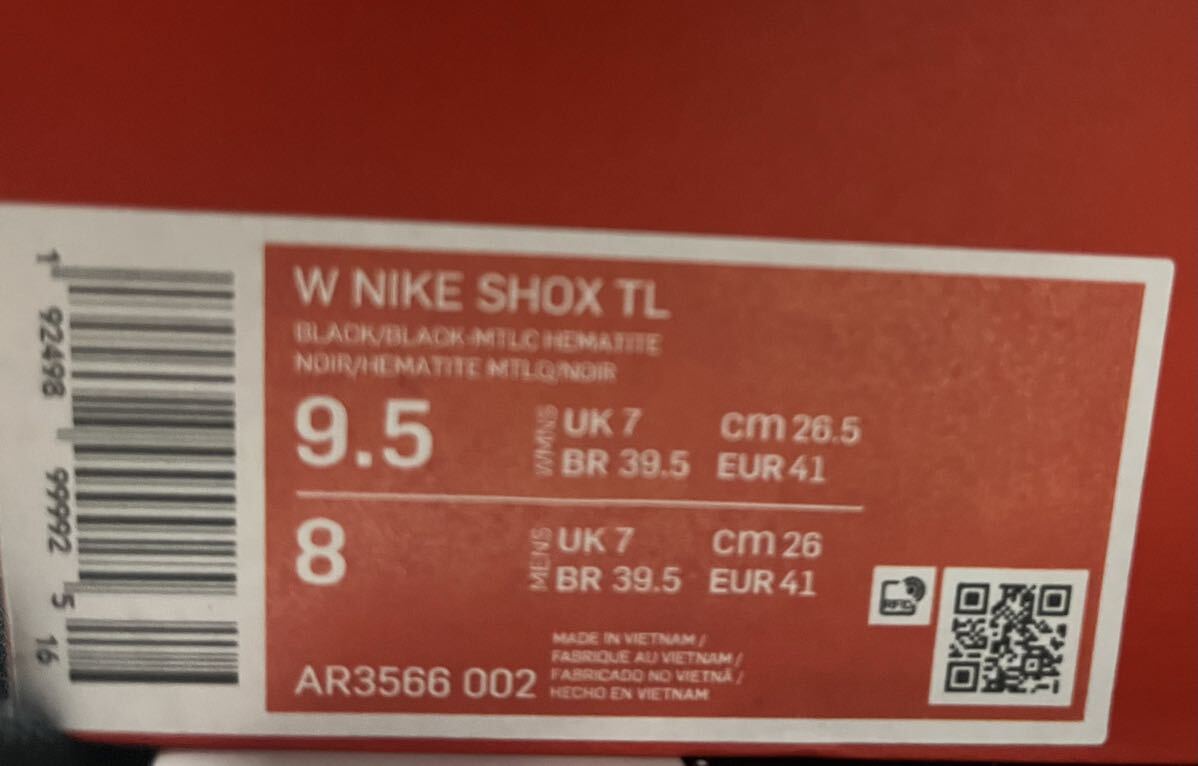 1 92498 99992 5 16
W NIKE SHOX TL
BLACK/BLACK-MTLC HEMATITE
NOIR/HEMATITE MTLQ/NOIR
9.5 WMNS UK 7 cm 26.5
BR 39.5 EUR 41
8 MENS UK 7 cm 26
BR 39.5 EUR 41
AR3566 002
MADE IN VIETNAM /
FABRIQUE AU VIETNAM /
FABRICADO NO VIETNÃ /
HECHO EN VIETNAM
RFID